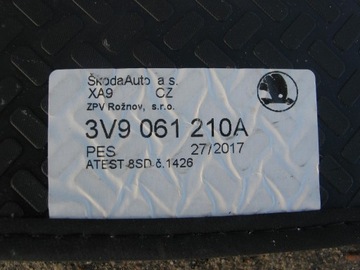 ŠkodaAuto a.s.
XA9 CZ
ZPV Rožnov, s.r.o.
3V9 061 210A
PES 27/2017
ATEST 8SD č.1426